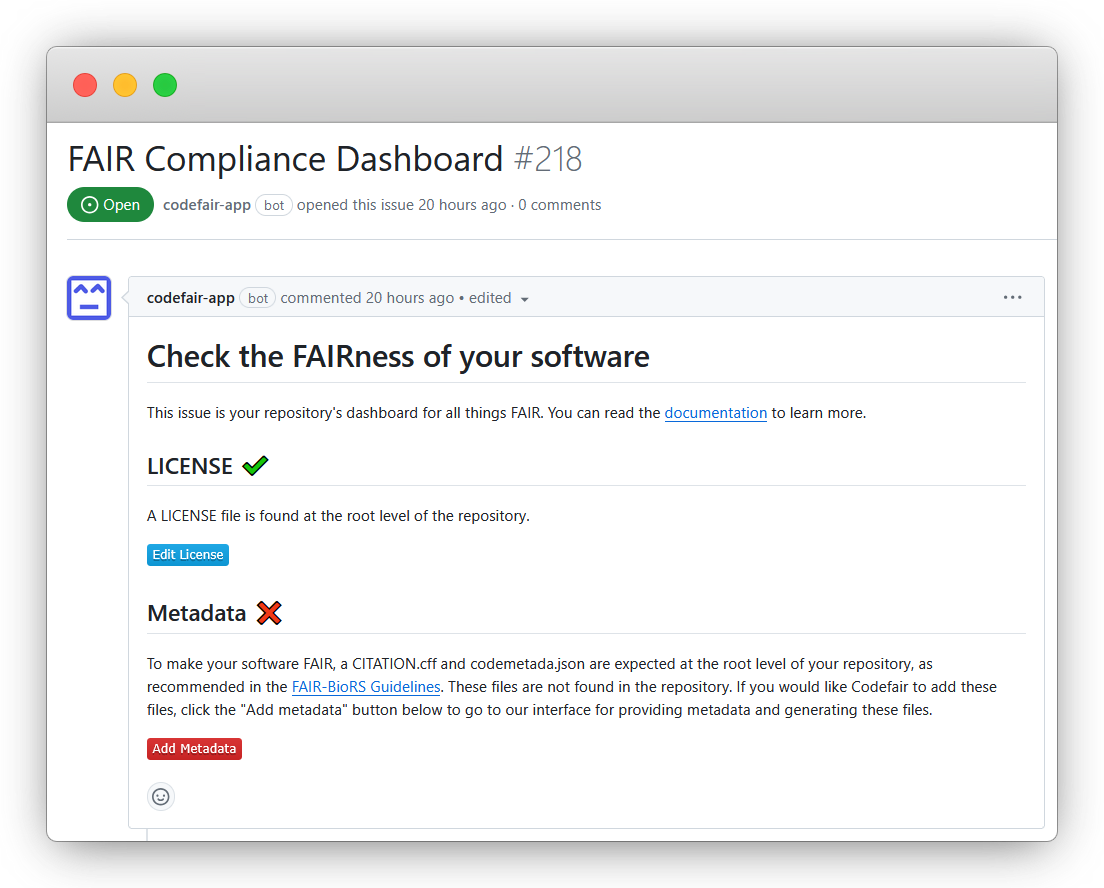 FAIR Compliance Dashboard #218
Open codefair-app bot opened this issue 20 hours ago · 0 comments
codefair-app bot commented 20 hours ago • edited
Check the FAIRness of your software
This issue is your repository's dashboard for all things FAIR. You can read the documentation to learn more.
LICENSE
A LICENSE file is found at the root level of the repository.
Edit License
Metadata
To make your software FAIR, a CITATION.cff and codemetada.json are expected at the root level of your repository, as
recommended in the FAIR-BioRS Guidelines. These files are not found in the repository. If you would like Codefair to add these
files, click the "Add metadata" button below to go to our interface for providing metadata and generating these files.
Add Metadata